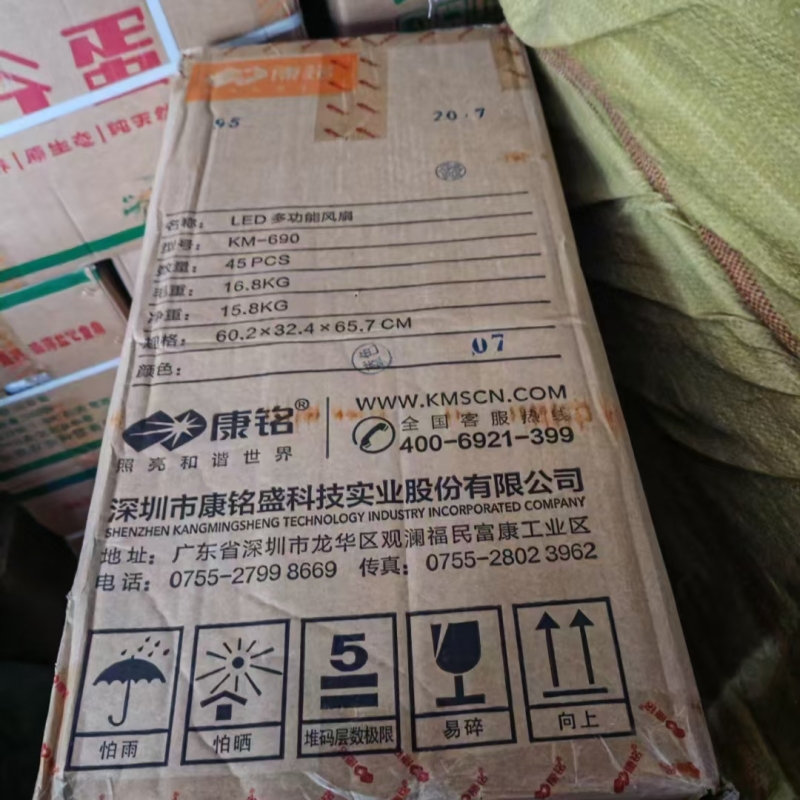 康铭
95
20.7
名称： LED 多功能风扇
型号： KM-690
数量： 45 PCS
毛重： 16.8KG
净重： 15.8KG
规格： 60.2×32.4×65.7 CM
颜色：
07
康铭®
照亮和谐世界
WWW.KMSCN.COM
全国客服热线
400-6921-399
深圳市康铭盛科技实业股份有限公司
SHENZHEN KANGMINGSHENG TECHNOLOGY INDUSTRY INCORPORATED COMPANY
地址：广东省深圳市龙华区观澜福民富康工业区
电话：0755-2799 8669 传真：0755-2802 3962
5
怕雨
怕晒
堆码层数极限
易碎
向上
原生态
纯天然